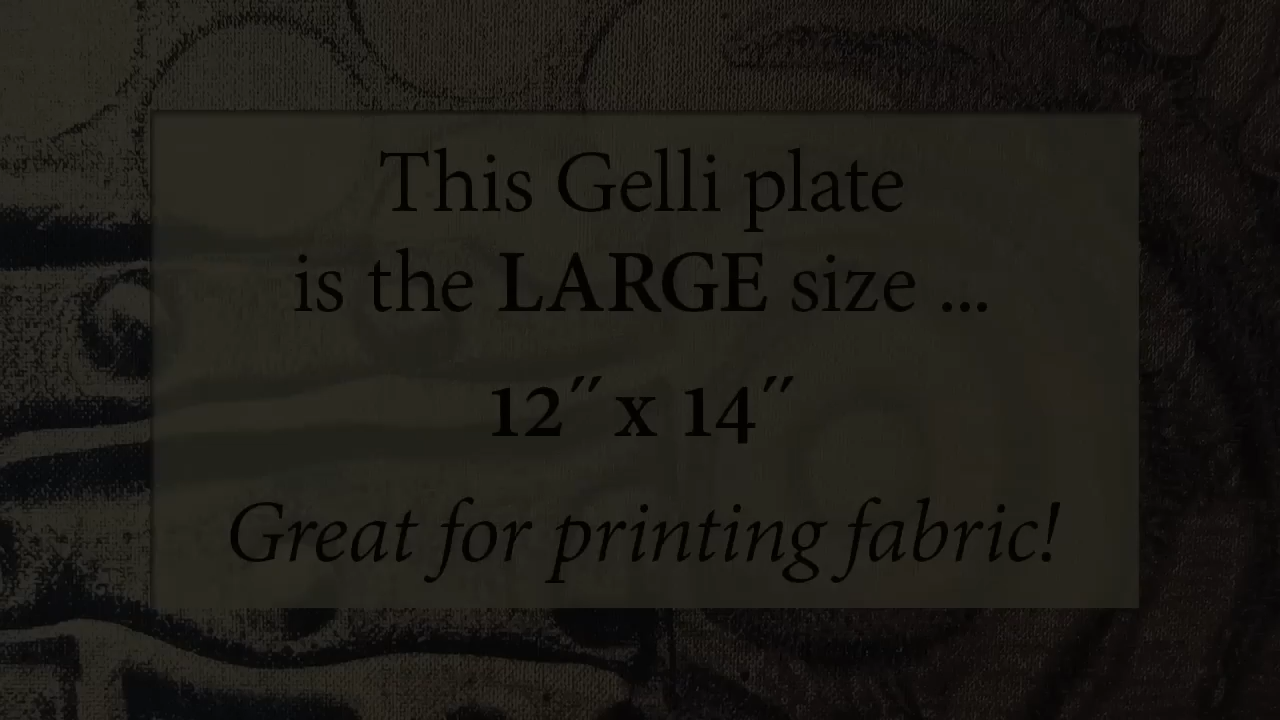 This Gelli plate
is the LARGE size ...
12″ x 14″
Great for printing fabric!